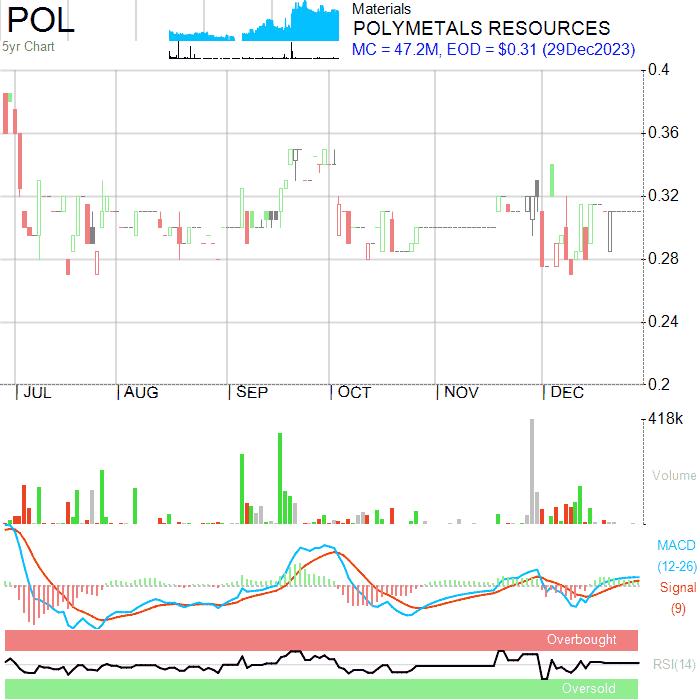 POL
5yr Chart
Materials
POLYMETALS RESOURCES
MC = 47.2M, EOD = $0.31 (29Dec2023)
0.4
0.36
0.32
0.28
0.24
0.2
JUL AUG SEP OCT NOV DEC
418k
Volume
MACD
(12-26)
Signal
(9)
Overbought
RSI(14)
Oversold